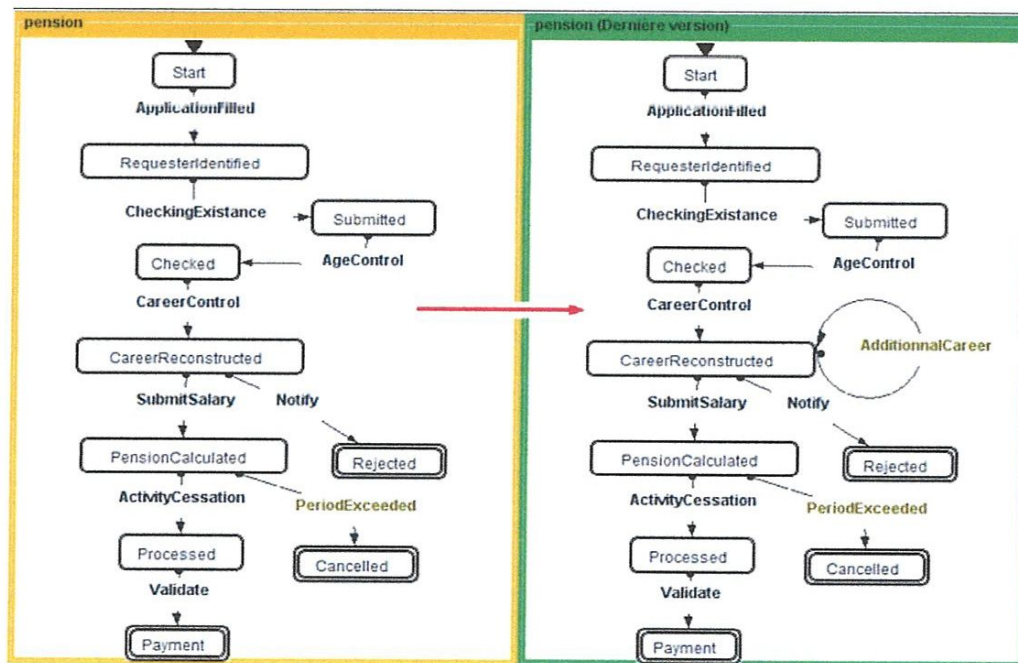 pension
Start
ApplicationFilled
RequesterIdentified
CheckingExistance
Submitted
AgeControl
Checked
CareerControl
CareerReconstructed
SubmitSalary Notify
Rejected
PensionCalculated
ActivityCessation
PeriodExceeded
Processed
Cancelled
Validate
Payment
pension (Dernière version)
Start
ApplicationFilled
RequesterIdentified
CheckingExistance
Submitted
AgeControl
Checked
CareerControl
AdditionnalCareer
CareerReconstructed
SubmitSalary Notify
Rejected
PensionCalculated
ActivityCessation
PeriodExceeded
Processed
Cancelled
Validate
Payment